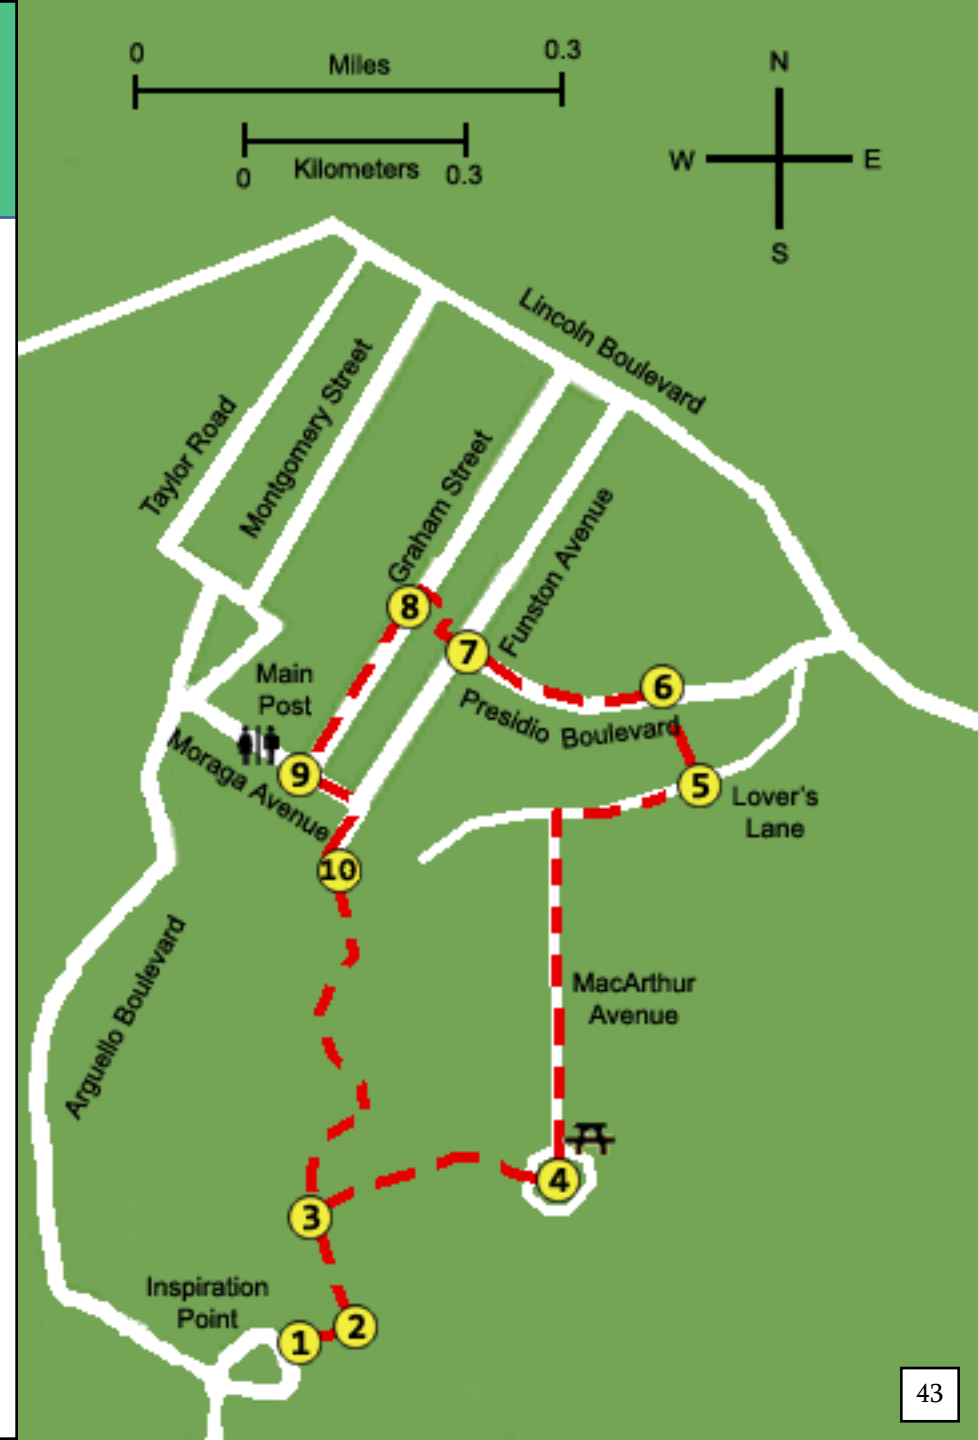 0
Miles
0.3
Kilometers
0
0.3
N
W
E
S
Lincoln Boulevard
Taylor Road
Montgomery Street
Graham Street
Funston Avenue
8
7
6
Main
Post
Presidio Boulevard
Moraga Avenue
9
5
Lover's
Lane
10
Arguello Boulevard
MacArthur
Avenue
4
3
Inspiration
Point
1
2
43